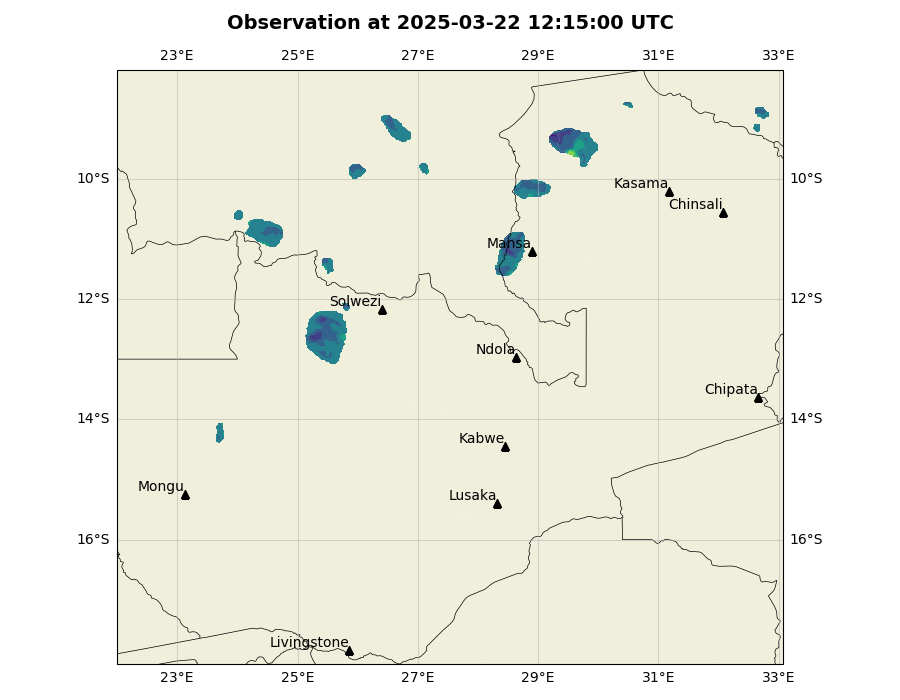 Observation at 2025-03-22 12:15:00 UTC
23°E 25°E 27°E 29°E 31°E 33°E
10°S 10°S
Kasama
Chinsali
Mansa
12°S 12°S
Solwezi
Ndola
Chipata
14°S 14°S
Kabwe
Mongu
Lusaka
16°S 16°S
Livingstone
23°E 25°E 27°E 29°E 31°E 33°E